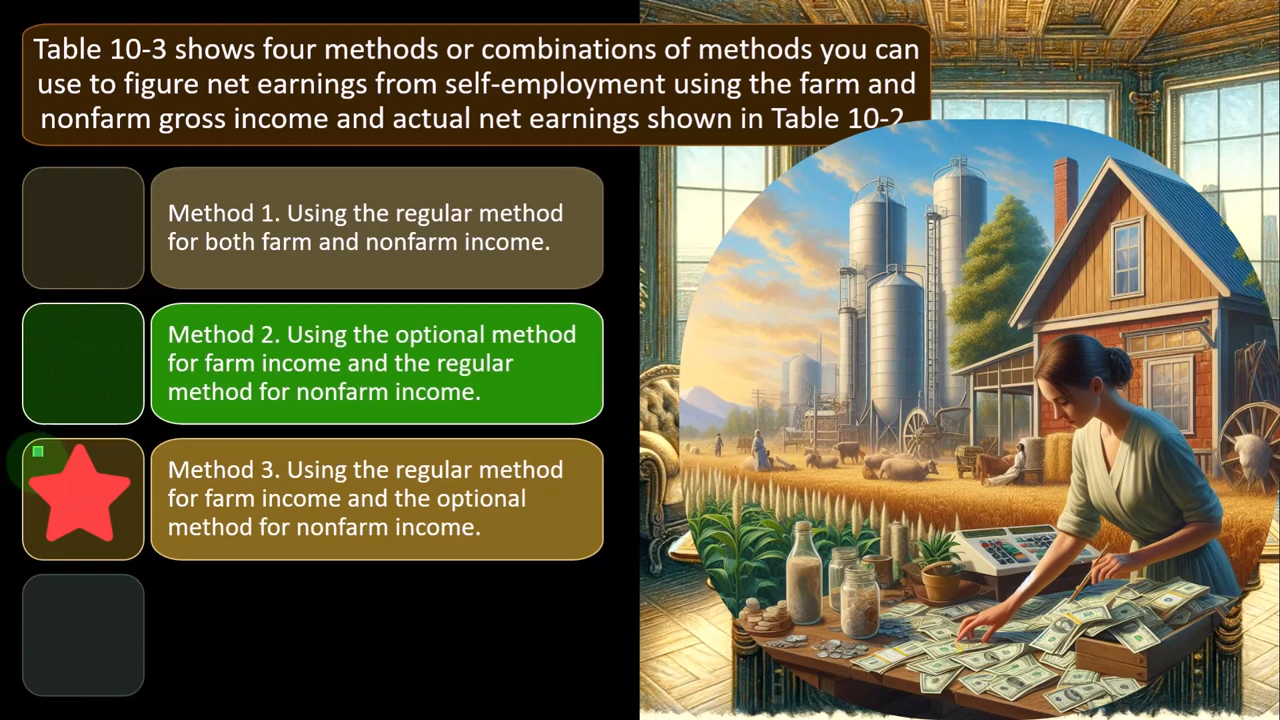 Table 10-3 shows four methods or combinations of methods you can
use to figure net earnings from self-employment using the farm and
nonfarm gross income and actual net earnings shown in Table 10-2
Method 1. Using the regular method
for both farm and nonfarm income.
Method 2. Using the optional method
for farm income and the regular
method for nonfarm income.
Method 3. Using the regular method
for farm income and the optional
method for nonfarm income.